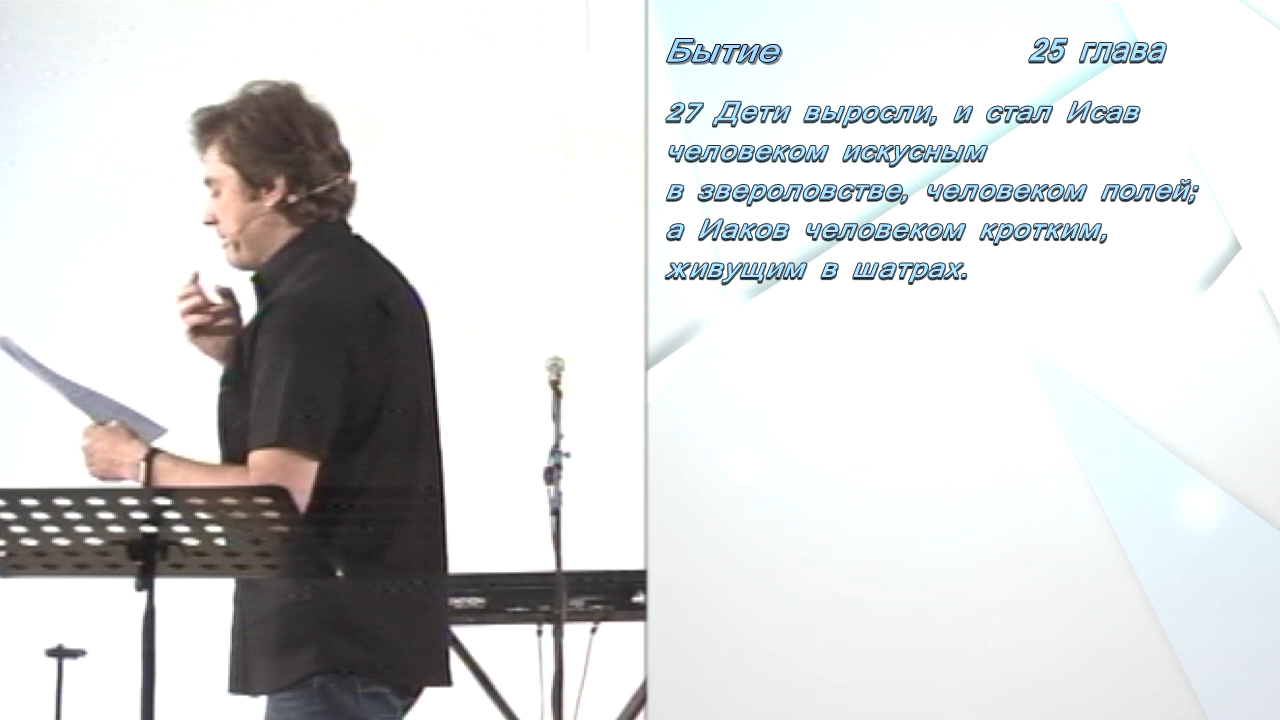 Бытие 25 глава
27 Дети выросли, и стал Исав
человеком искусным
в звероловстве, человеком полей;
а Иаков человеком кротким,
живущим в шатрах.